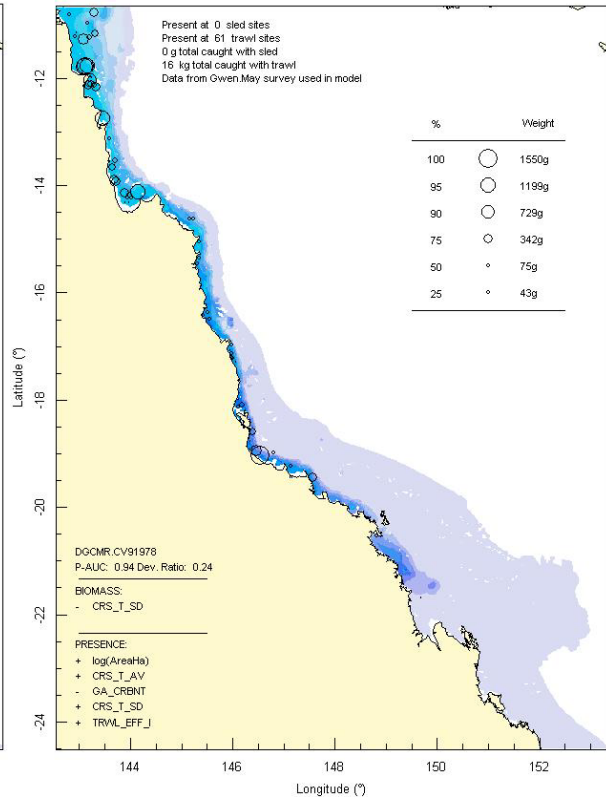 Present at 0 sled sites
Present at 61 trawl sites
0 g total caught with sled
16 kg total caught with trawl
Data from Gwen.May survey used in model
% Weight
100 1550g
95 1199g
90 729g
75 342g
50 75g
25 43g
-12
-14
-16
-18
-20
-22
-24
Latitude (°)
DGCMR.CV91978
P-AUC: 0.94 Dev. Ratio: 0.24
BIOMASS:
- CRS_T_SD
PRESENCE:
+ log(AreaHa)
+ CRS_T_AV
- GA_CRBNT
+ CRS_T_SD
+ TRWL_EFF_I
144 146 148 150 152
Longitude (°)